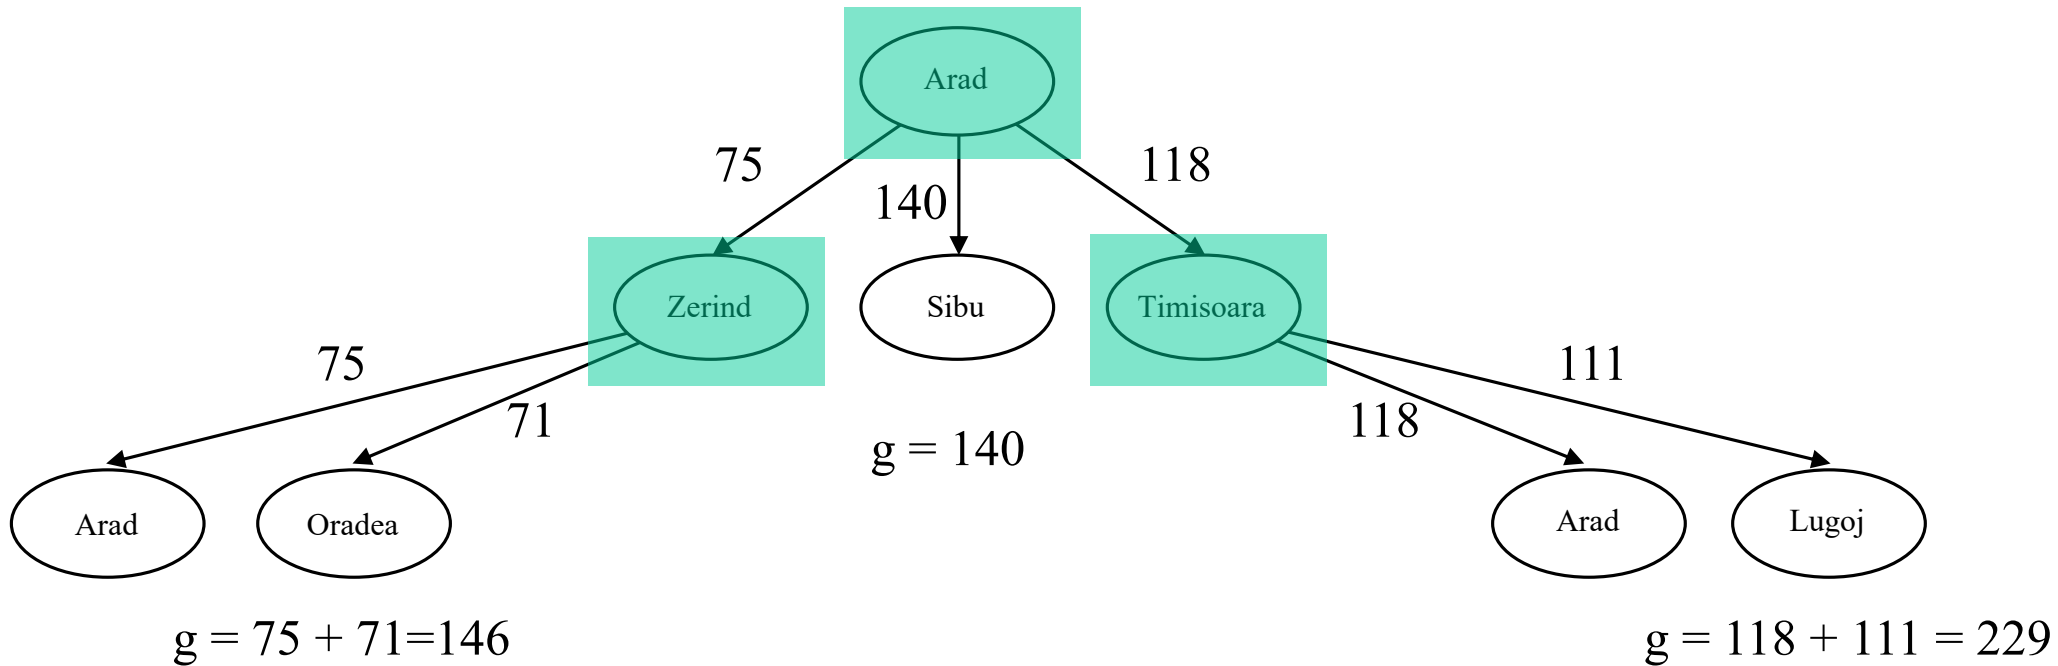 Arad
75
140
118
Zerind
Sibu
Timisoara
75
71
g = 140
118
111
Arad
Oradea
Arad
Lugoj
g = 75 + 71=146
g = 118 + 111 = 229